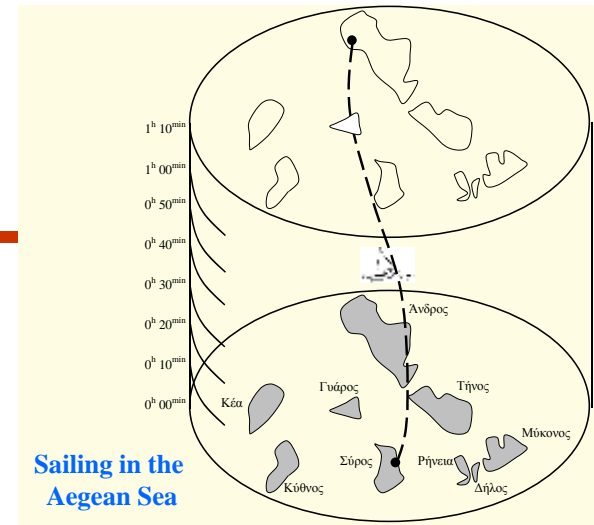 1h 10min
1h 00min
0h 50min
0h 40min
0h 30min
0h 20min
0h 10min
0h 00min
Άνδρος
Κέα
Γυάρος
Τήνος
Μύκονος
Σύρος
Ρήνεια
Κύθνος
Δήλος
Sailing in the
Aegean Sea